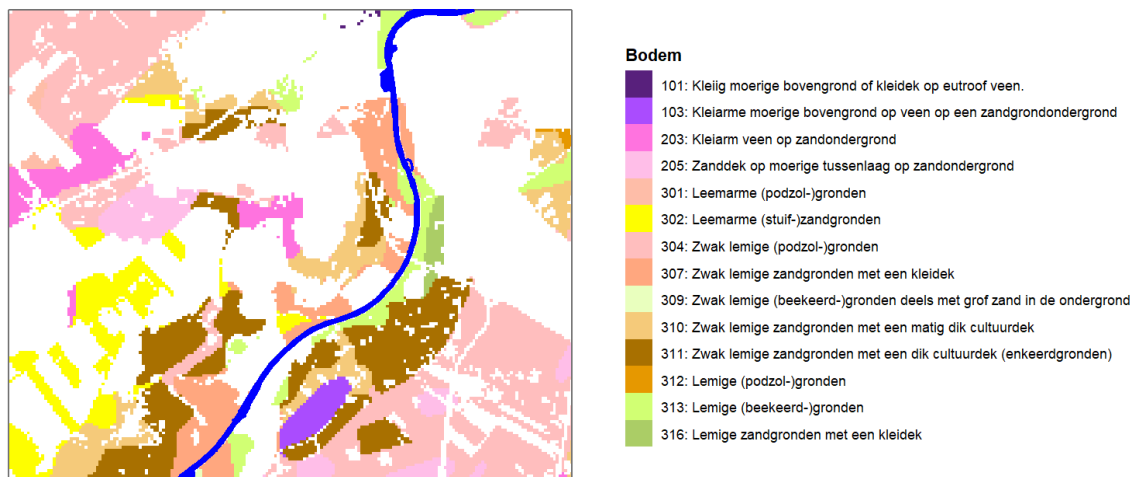 Bodem
101: Kleiig moerige bovengrond of kleidek op eutroof veen.
103: Kleiarme moerige bovengrond op veen op een zandgrondondergrond
203: Kleiarm veen op zandondergrond
205: Zanddek op moerige tussenlaag op zandondergrond
301: Leemarme (podzol-)gronden
302: Leemarme (stuif-)zandgronden
304: Zwak lemige (podzol-)gronden
307: Zwak lemige zandgronden met een kleidek
309: Zwak lemige (beekeerd-)gronden deels met grof zand in de ondergrond
310: Zwak lemige zandgronden met een matig dik cultuurdek
311: Zwak lemige zandgronden met een dik cultuurdek (enkeerdgronden)
312: Lemige (podzol-)gronden
313: Lemige (beekeerd-)gronden
316: Lemige zandgronden met een kleidek